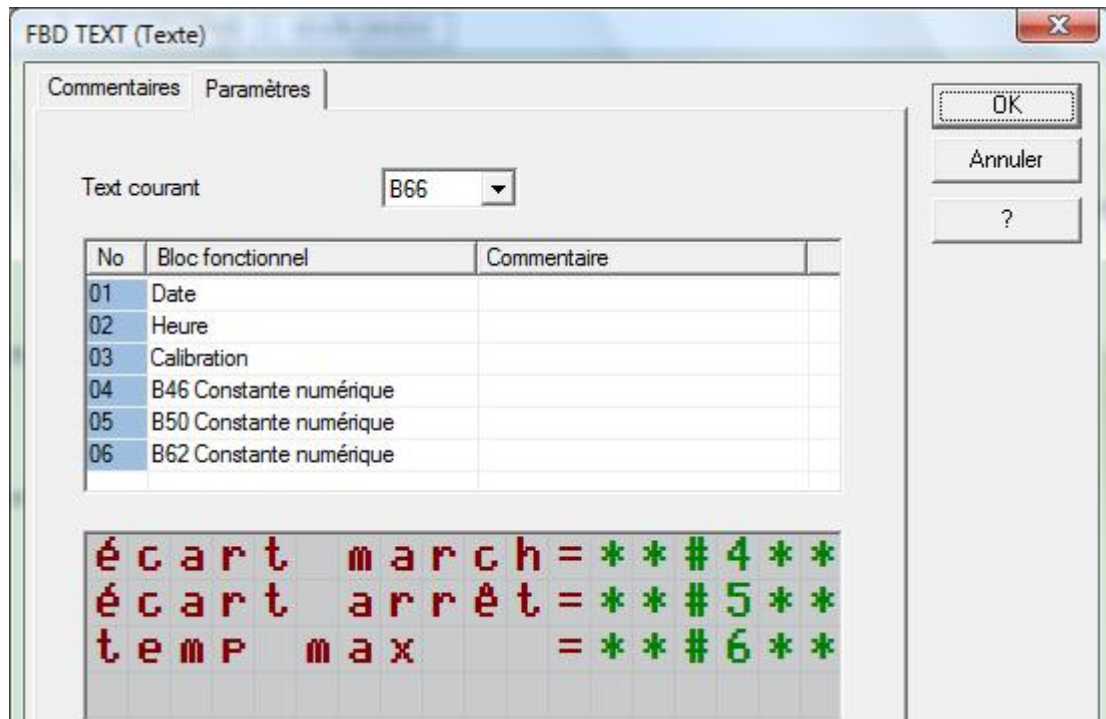 FBD TEXT (Texte)
Commentaires Paramètres
OK
Annuler
?
Text courant B66
No Bloc fonctionnel Commentaire
01 Date
02 Heure
03 Calibration
04 B46 Constante numérique
05 B50 Constante numérique
06 B62 Constante numérique
écart march=**#4**
écart arrêt=**#5**
temp max =**#6**